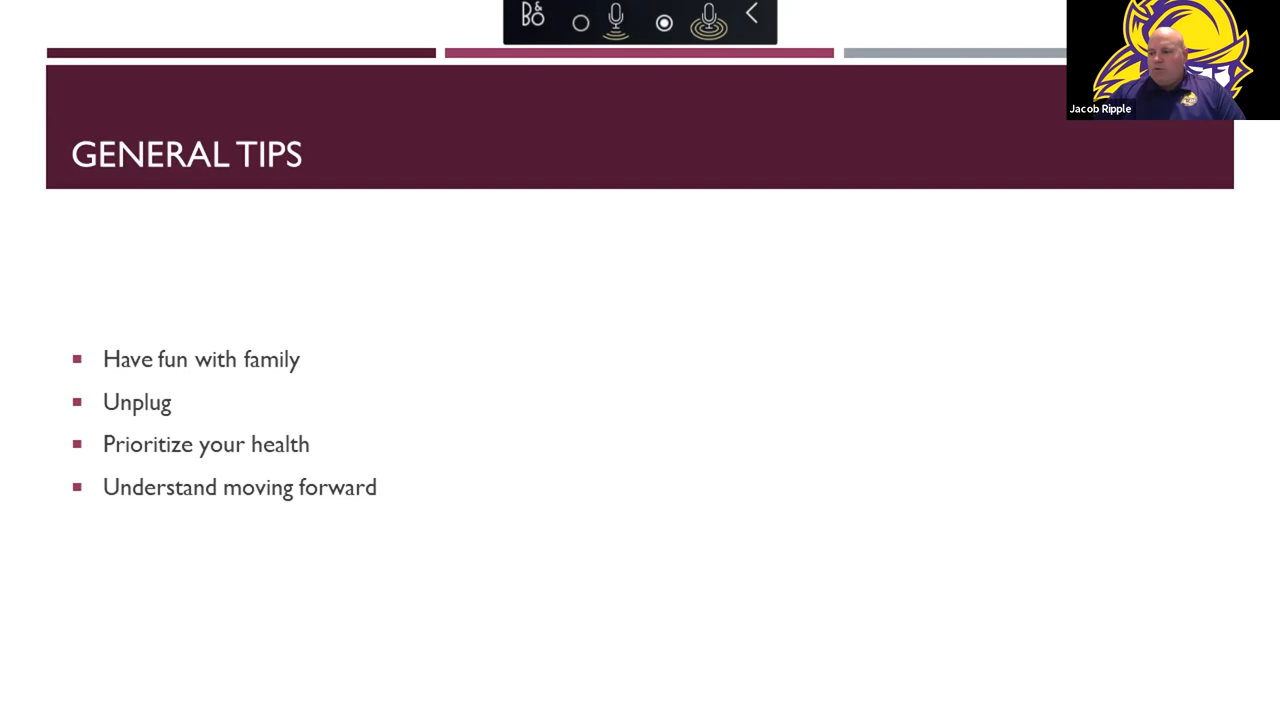 B&O
Jacob Ripple
GENERAL TIPS
Have fun with family
Unplug
Prioritize your health
Understand moving forward